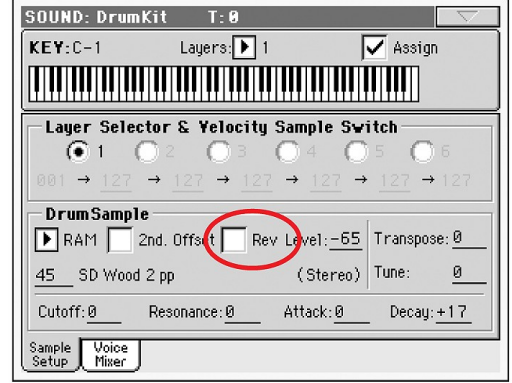 SOUND: DrumKit T: 0
KEY:C-1 Layers: 1 Assign
Layer Selector & Velocity Sample Switch
1 2 3 4 5 6
001 → 127 → 127 → 127 → 127 → 127 → 127
DrumSample
RAM 2nd. Offset Rev Level:-65 Transpose:0
45 SD Wood 2 pp (Stereo) Tune: 0
Cutoff:0 Resonance:0 Attack:0 Decay:+17
Sample Setup Voice Mixer